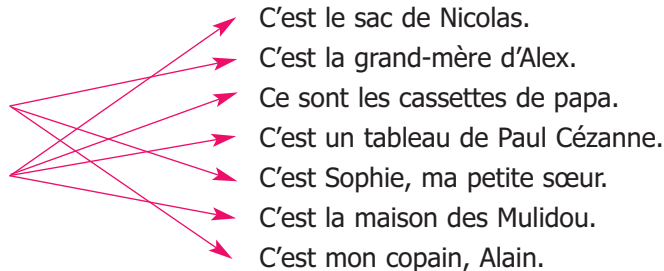 C’est le sac de Nicolas.
C’est la grand-mère d’Alex.
Ce sont les cassettes de papa.
C’est un tableau de Paul Cézanne.
C’est Sophie, ma petite sœur.
C’est la maison des Mulidou.
C’est mon copain, Alain.